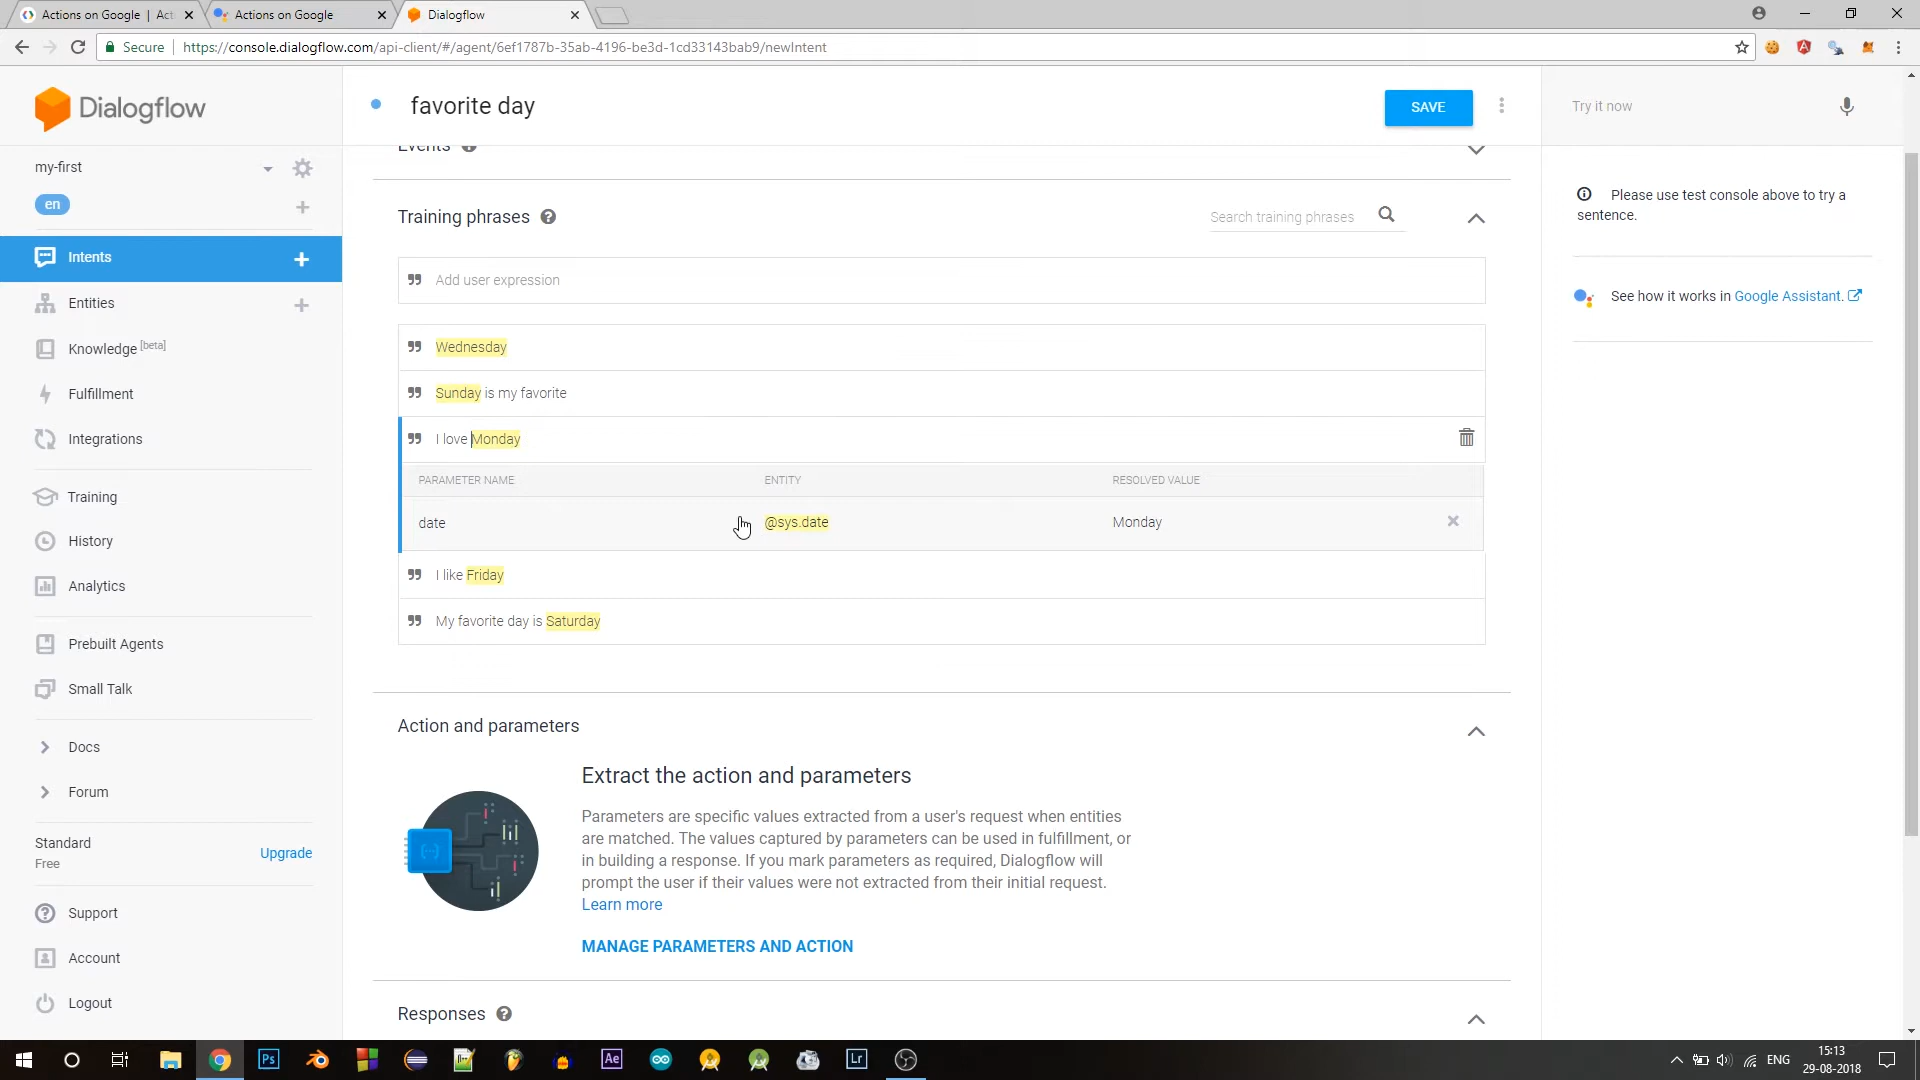 Actions on Google | Acti
Actions on Google
Dialogflow
Secure
https://console.dialogflow.com/api-client/#/agent/6ef1787b-35ab-4196-be3d-1cd33143bab9/newIntent
Dialogflow
my-first
en
Intents
Entities
Knowledge [beta]
Fulfillment
Integrations
Training
History
Analytics
Prebuilt Agents
Small Talk
Docs
Forum
Standard
Free
Upgrade
Support
Account
Logout
favorite day
SAVE
Events
Training phrases
Search training phrases
Add user expression
Wednesday
Sunday is my favorite
I love Monday
PARAMETER NAME ENTITY RESOLVED VALUE
date @sys.date Monday
I like Friday
My favorite day is Saturday
Action and parameters
Extract the action and parameters
Parameters are specific values extracted from a user's request when entities
are matched. The values captured by parameters can be used in fulfillment, or
in building a response. If you mark parameters as required, Dialogflow will
prompt the user if their values were not extracted from their initial request.
Learn more
MANAGE PARAMETERS AND ACTION
Responses
Try it now
Please use test console above to try a
sentence.
See how it works in Google Assistant.
Ps
Ae
Lr
ENG
15:13
29-08-2018